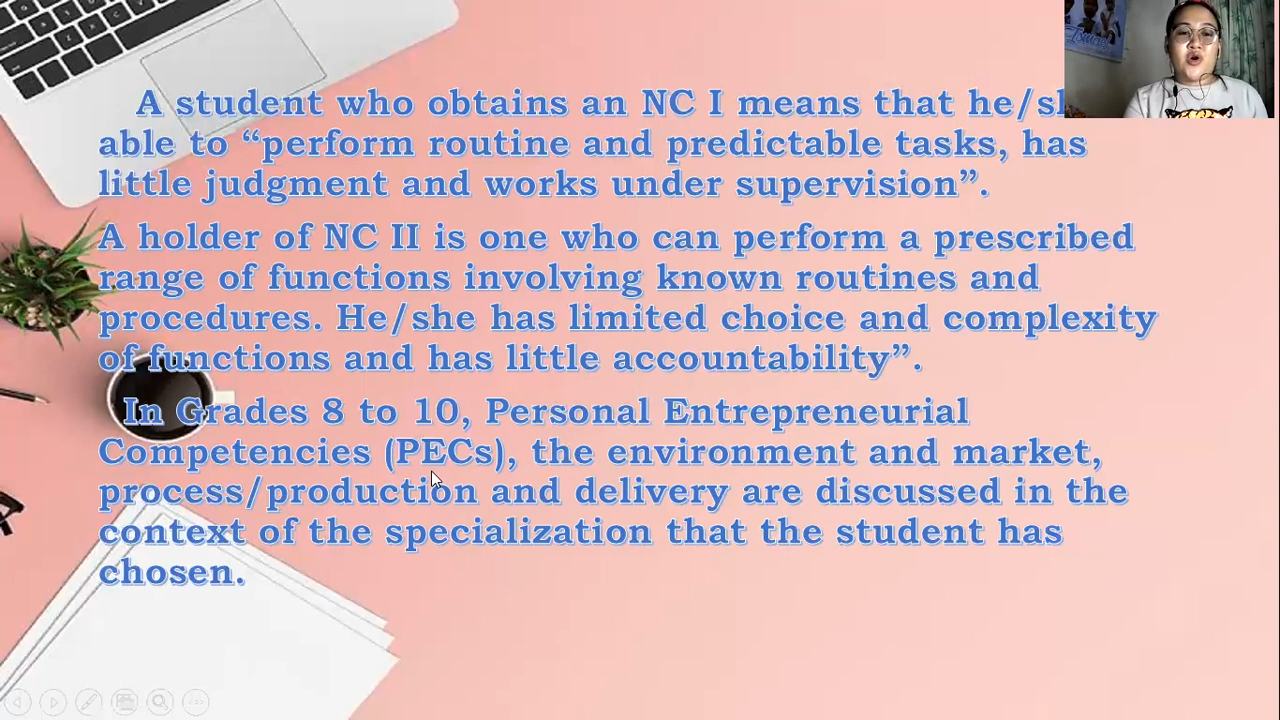 A student who obtains an NC I means that he/sh
able to “perform routine and predictable tasks, has
little judgment and works under supervision”.
A holder of NC II is one who can perform a prescribed
range of functions involving known routines and
procedures. He/she has limited choice and complexity
of functions and has little accountability”.
In Grades 8 to 10, Personal Entrepreneurial
Competencies (PECs), the environment and market,
process/production and delivery are discussed in the
context of the specialization that the student has
chosen.